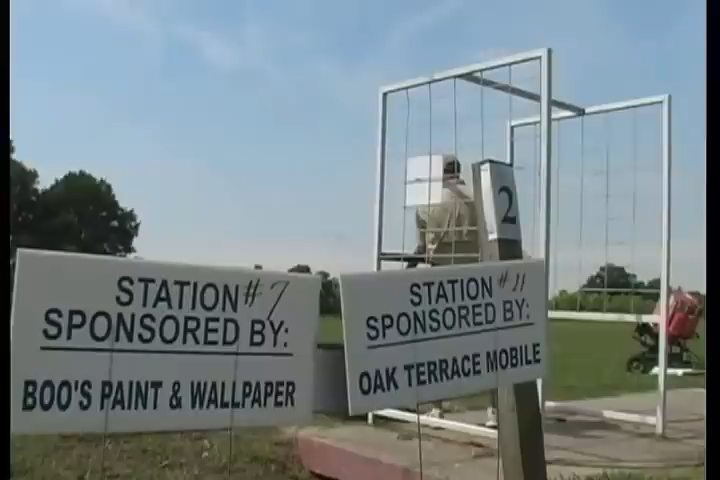 STATION #7
SPONSORED BY:
BOO'S PAINT & WALLPAPER
STATION #11
SPONSORED BY:
OAK TERRACE MOBILE
2